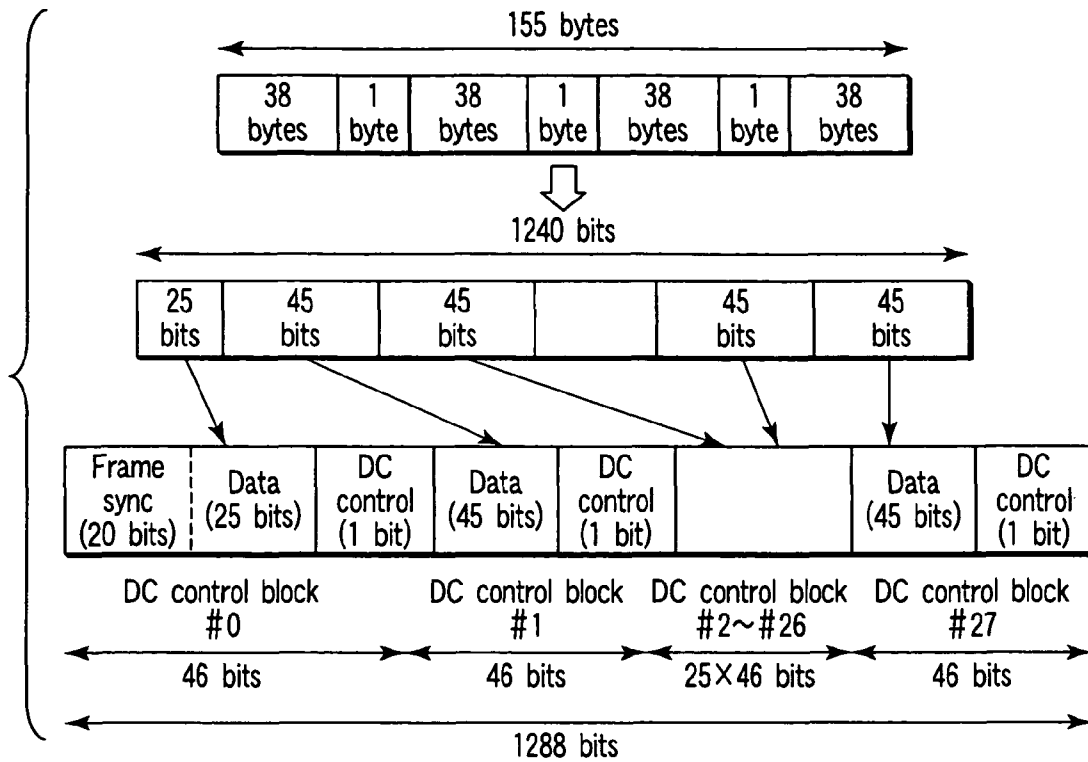 155 bytes
38 bytes
1 byte
38 bytes
1 byte
38 bytes
1 byte
38 bytes
1240 bits
25 bits
45 bits
45 bits
45 bits
45 bits
Frame sync (20 bits)
Data (25 bits)
DC control (1 bit)
Data (45 bits)
DC control (1 bit)
Data (45 bits)
DC control (1 bit)
DC control block #0
DC control block #1
DC control block #2~#26
DC control block #27
46 bits
46 bits
25×46 bits
46 bits
1288 bits